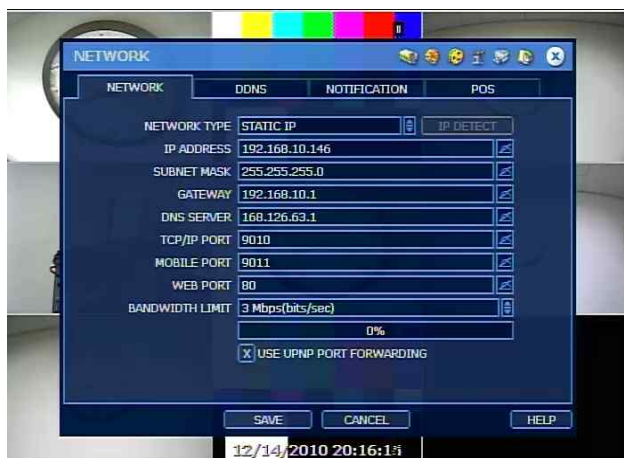 NETWORK
NETWORK DDNS NOTIFICATION POS
NETWORK TYPE STATIC IP IP DETECT
IP ADDRESS 192.168.10.146
SUBNET MASK 255.255.255.0
GATEWAY 192.168.10.1
DNS SERVER 168.126.63.1
TCP/IP PORT 9010
MOBILE PORT 9011
WEB PORT 80
BANDWIDTH LIMIT 3 Mbps(bits/sec)
0%
X USE UPNP PORT FORWARDING
SAVE CANCEL HELP
12/14/2010